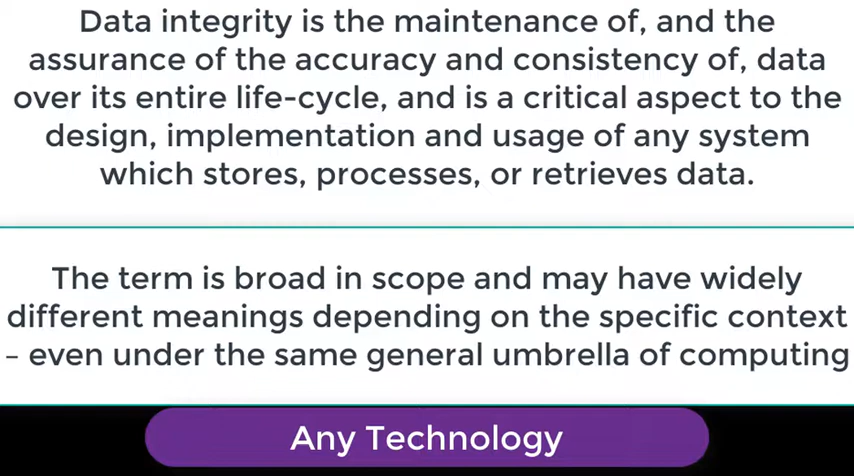 Data integrity is the maintenance of, and the
assurance of the accuracy and consistency of, data
over its entire life-cycle, and is a critical aspect to the
design, implementation and usage of any system
which stores, processes, or retrieves data.
The term is broad in scope and may have widely
different meanings depending on the specific context
– even under the same general umbrella of computing
Any Technology